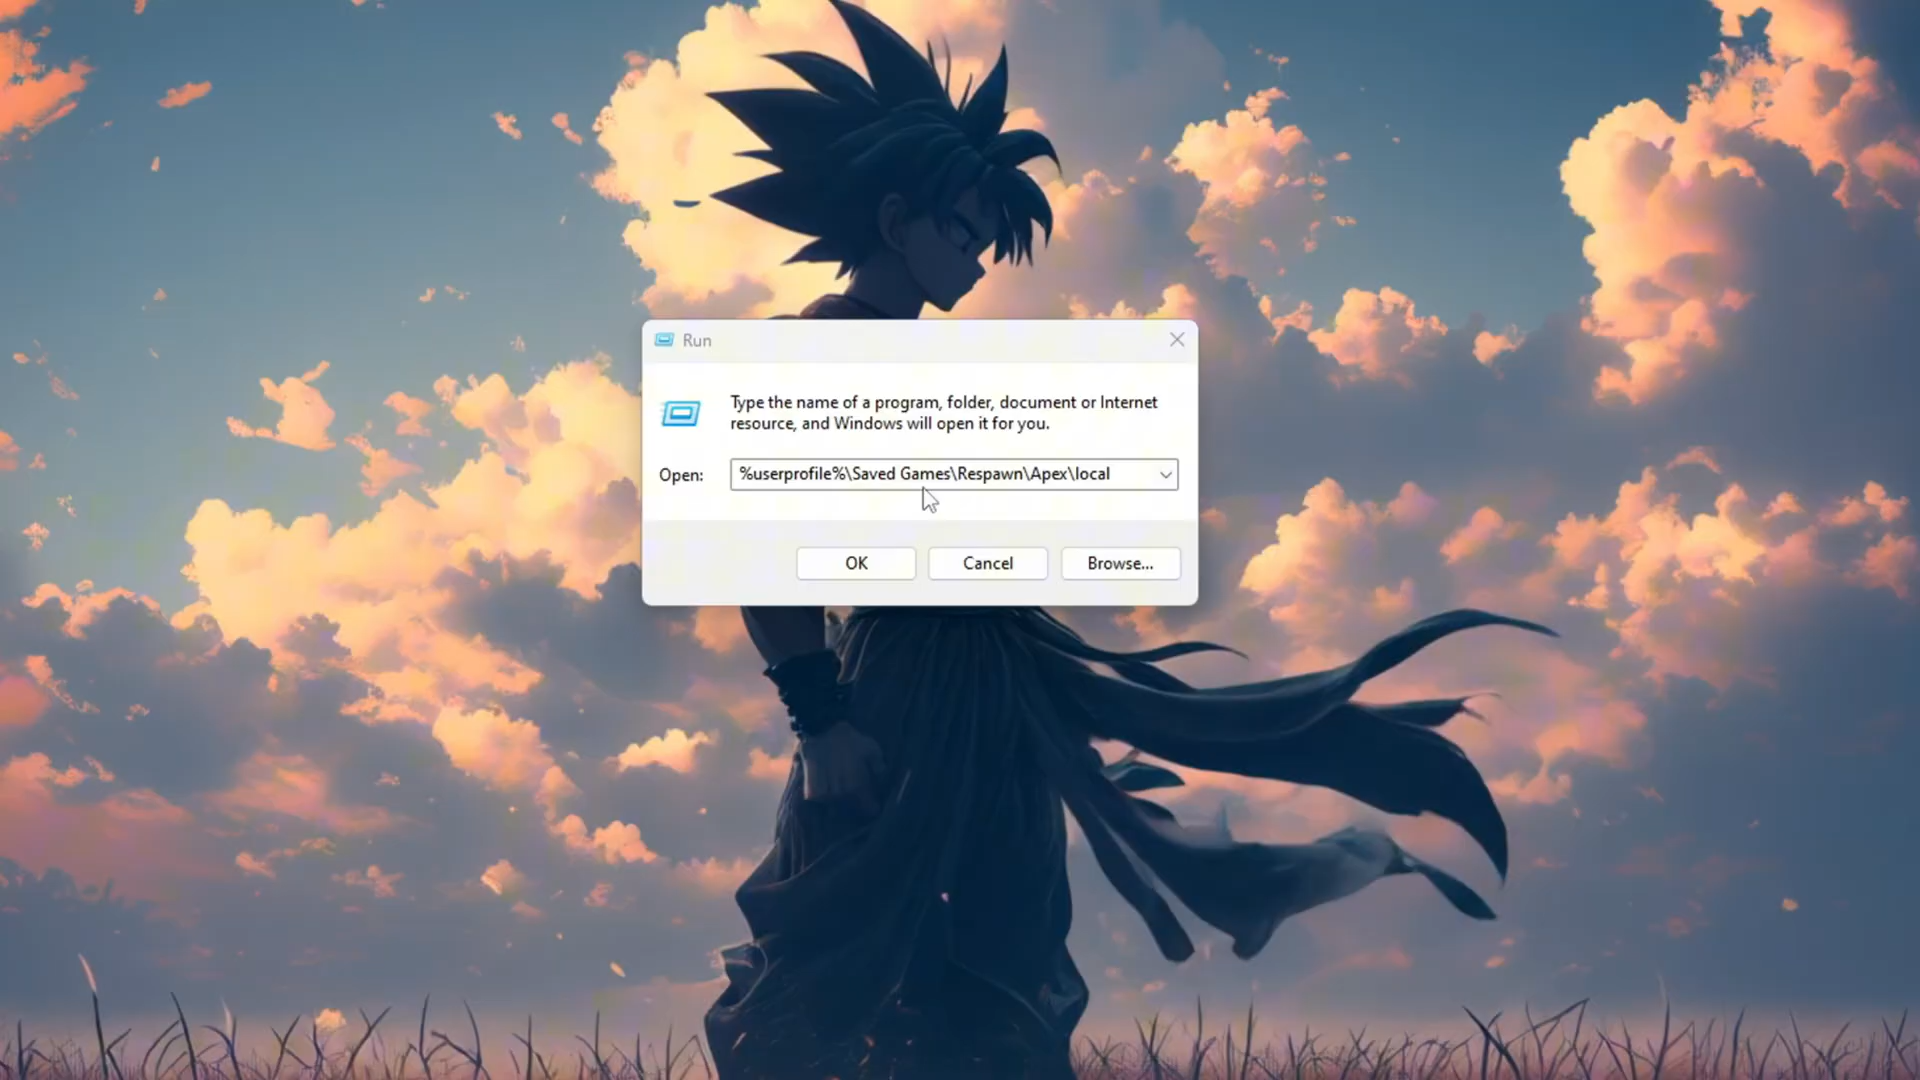 Run
Type the name of a program, folder, document or Internet
resource, and Windows will open it for you.
Open:
%userprofile%\Saved Games\Respawn\Apex\local
OK
Cancel
Browse...